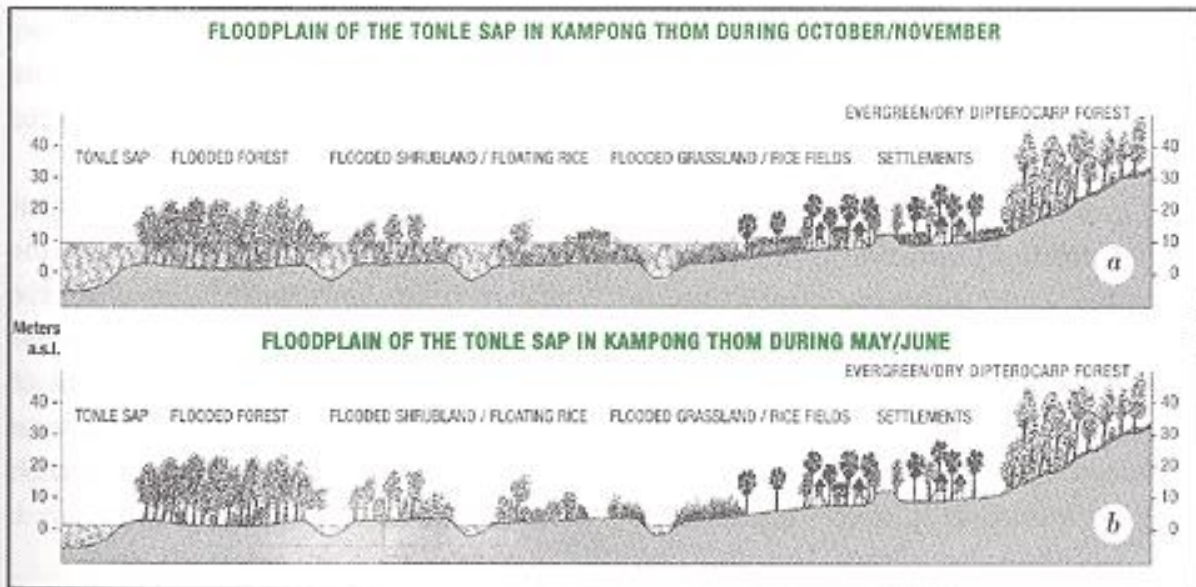 FLOODPLAIN OF THE TONLE SAP IN KAMPONG THOM DURING OCTOBER/NOVEMBER
EVERGREEN/DRY DIPTEROCARP FOREST
TONLE SAP FLOODED FOREST FLOODED SHRUBLAND / FLOATING RICE FLOODED GRASSLAND / RICE FIELDS SETTLEMENTS
40 40
30 30
20 20
10 10
0 0
a
Meters
a.s.l.
FLOODPLAIN OF THE TONLE SAP IN KAMPONG THOM DURING MAY/JUNE
EVERGREEN/DRY DIPTEROCARP FOREST
TONLE SAP FLOODED FOREST FLOODED SHRUBLAND / FLOATING RICE FLOODED GRASSLAND / RICE FIELDS SETTLEMENTS
40 40
30 30
20 20
10 10
0 0
b